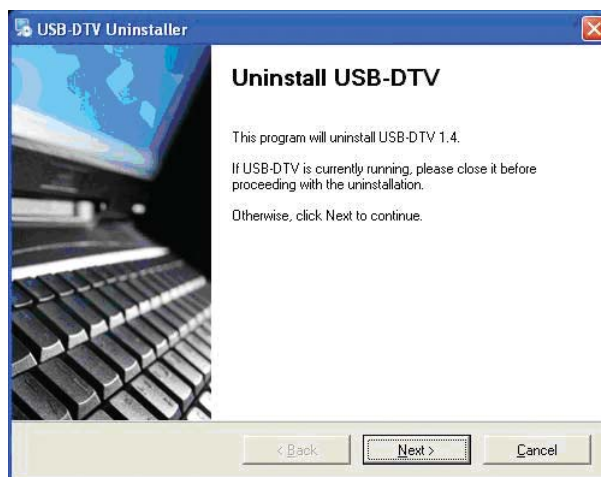 USB-DTV Uninstaller
Uninstall USB-DTV
This program will uninstall USB-DTV 1.4.
If USB-DTV is currently running, please close it before
proceeding with the uninstallation.
Otherwise, click Next to continue.
< Back
Next >
Cancel